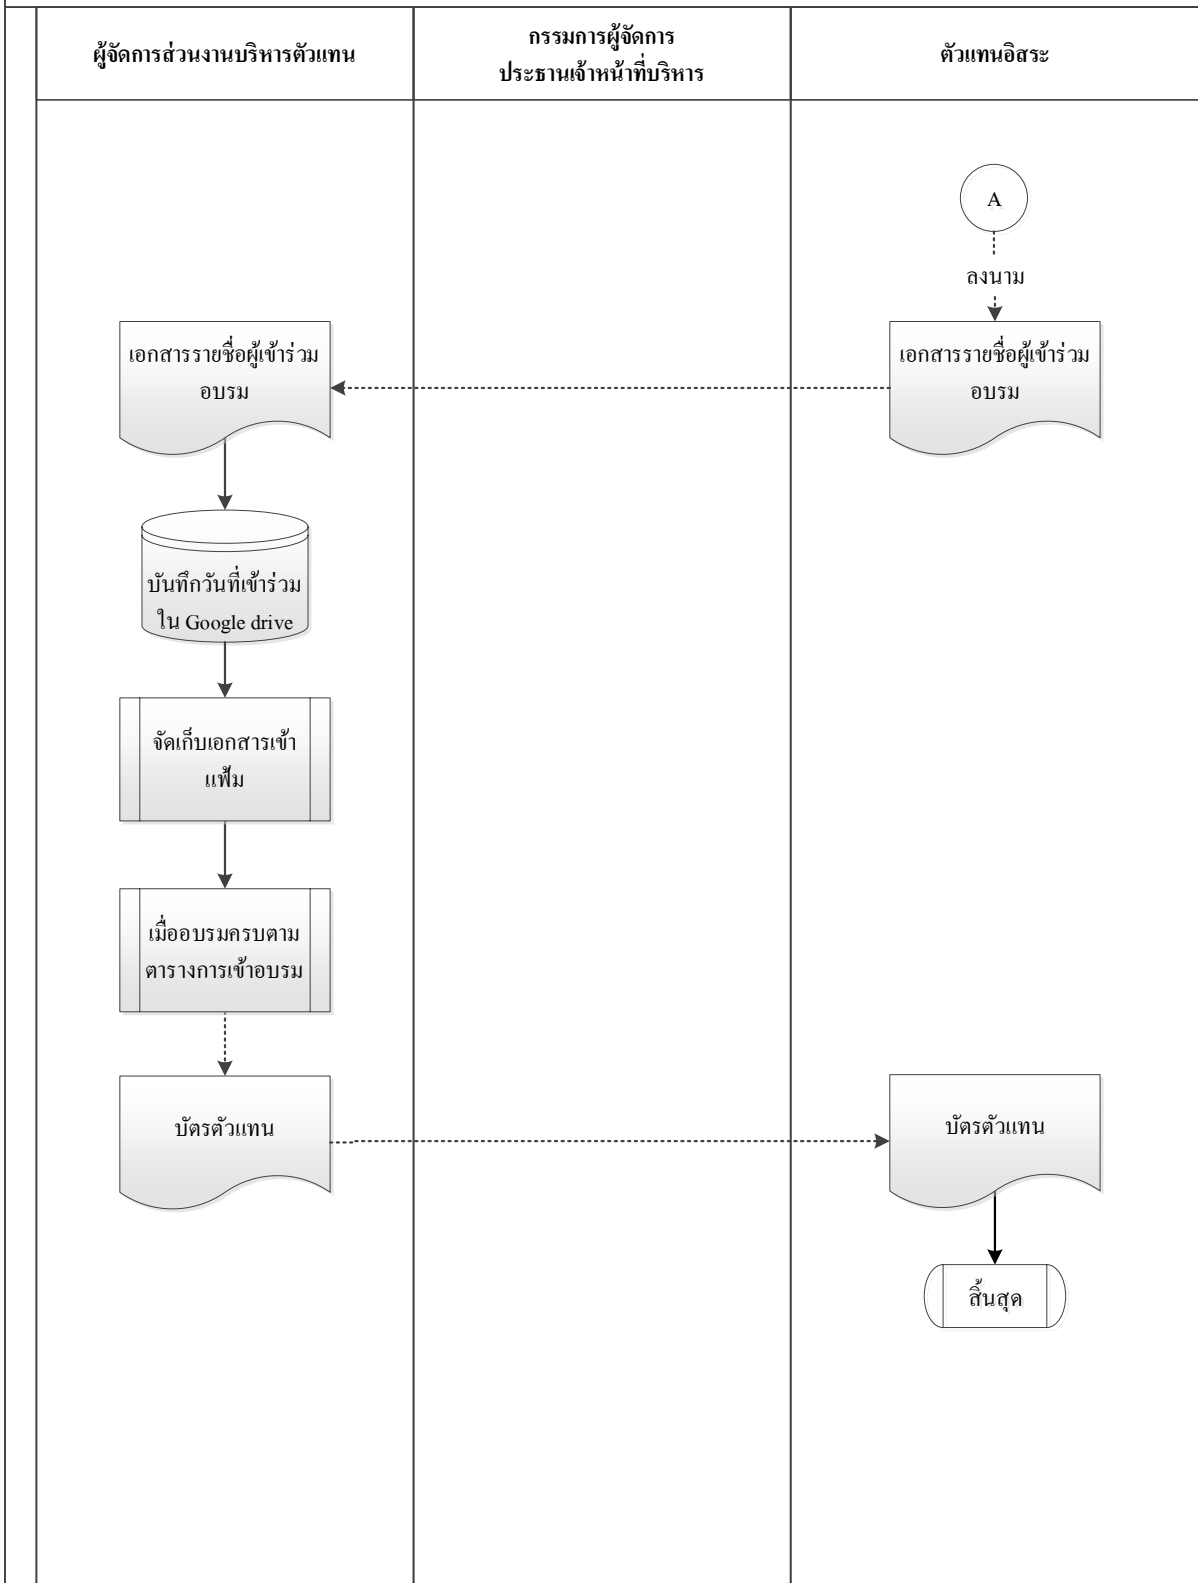 ผู้จัดการส่วนงานบริหารตัวแทน
กรรมการผู้จัดการ
ประธานเจ้าหน้าที่บริหาร
ตัวแทนอิสระ
A
ลงนาม
เอกสารรายชื่อผู้เข้าร่วม
อบรม
เอกสารรายชื่อผู้เข้าร่วม
อบรม
บันทึกวันที่เข้าร่วม
ใน Google drive
จัดเก็บเอกสารเข้า
แฟ้ม
เมื่ออบรมครบตาม
ตารางการเข้าอบรม
บัตรตัวแทน
บัตรตัวแทน
สิ้นสุด